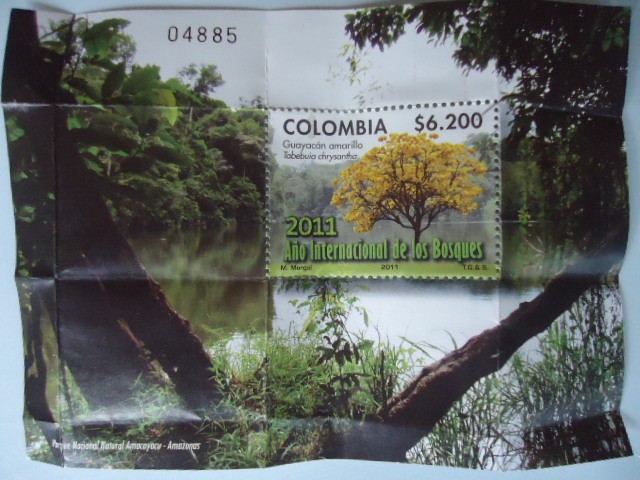 04885
COLOMBIA $6.200
Guayacán amarillo
Tabebuia chrysantha
2011
Año Internacional de los Bosques
M. Mongui 2011 T.G.&S.
Parque Nacional Natural Amacayacu - Amazonas